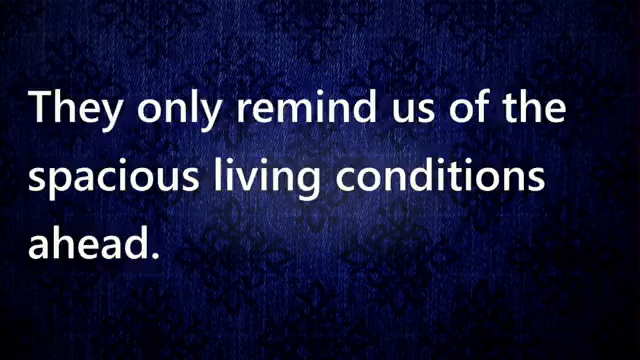 They only remind us of the
spacious living conditions
ahead.